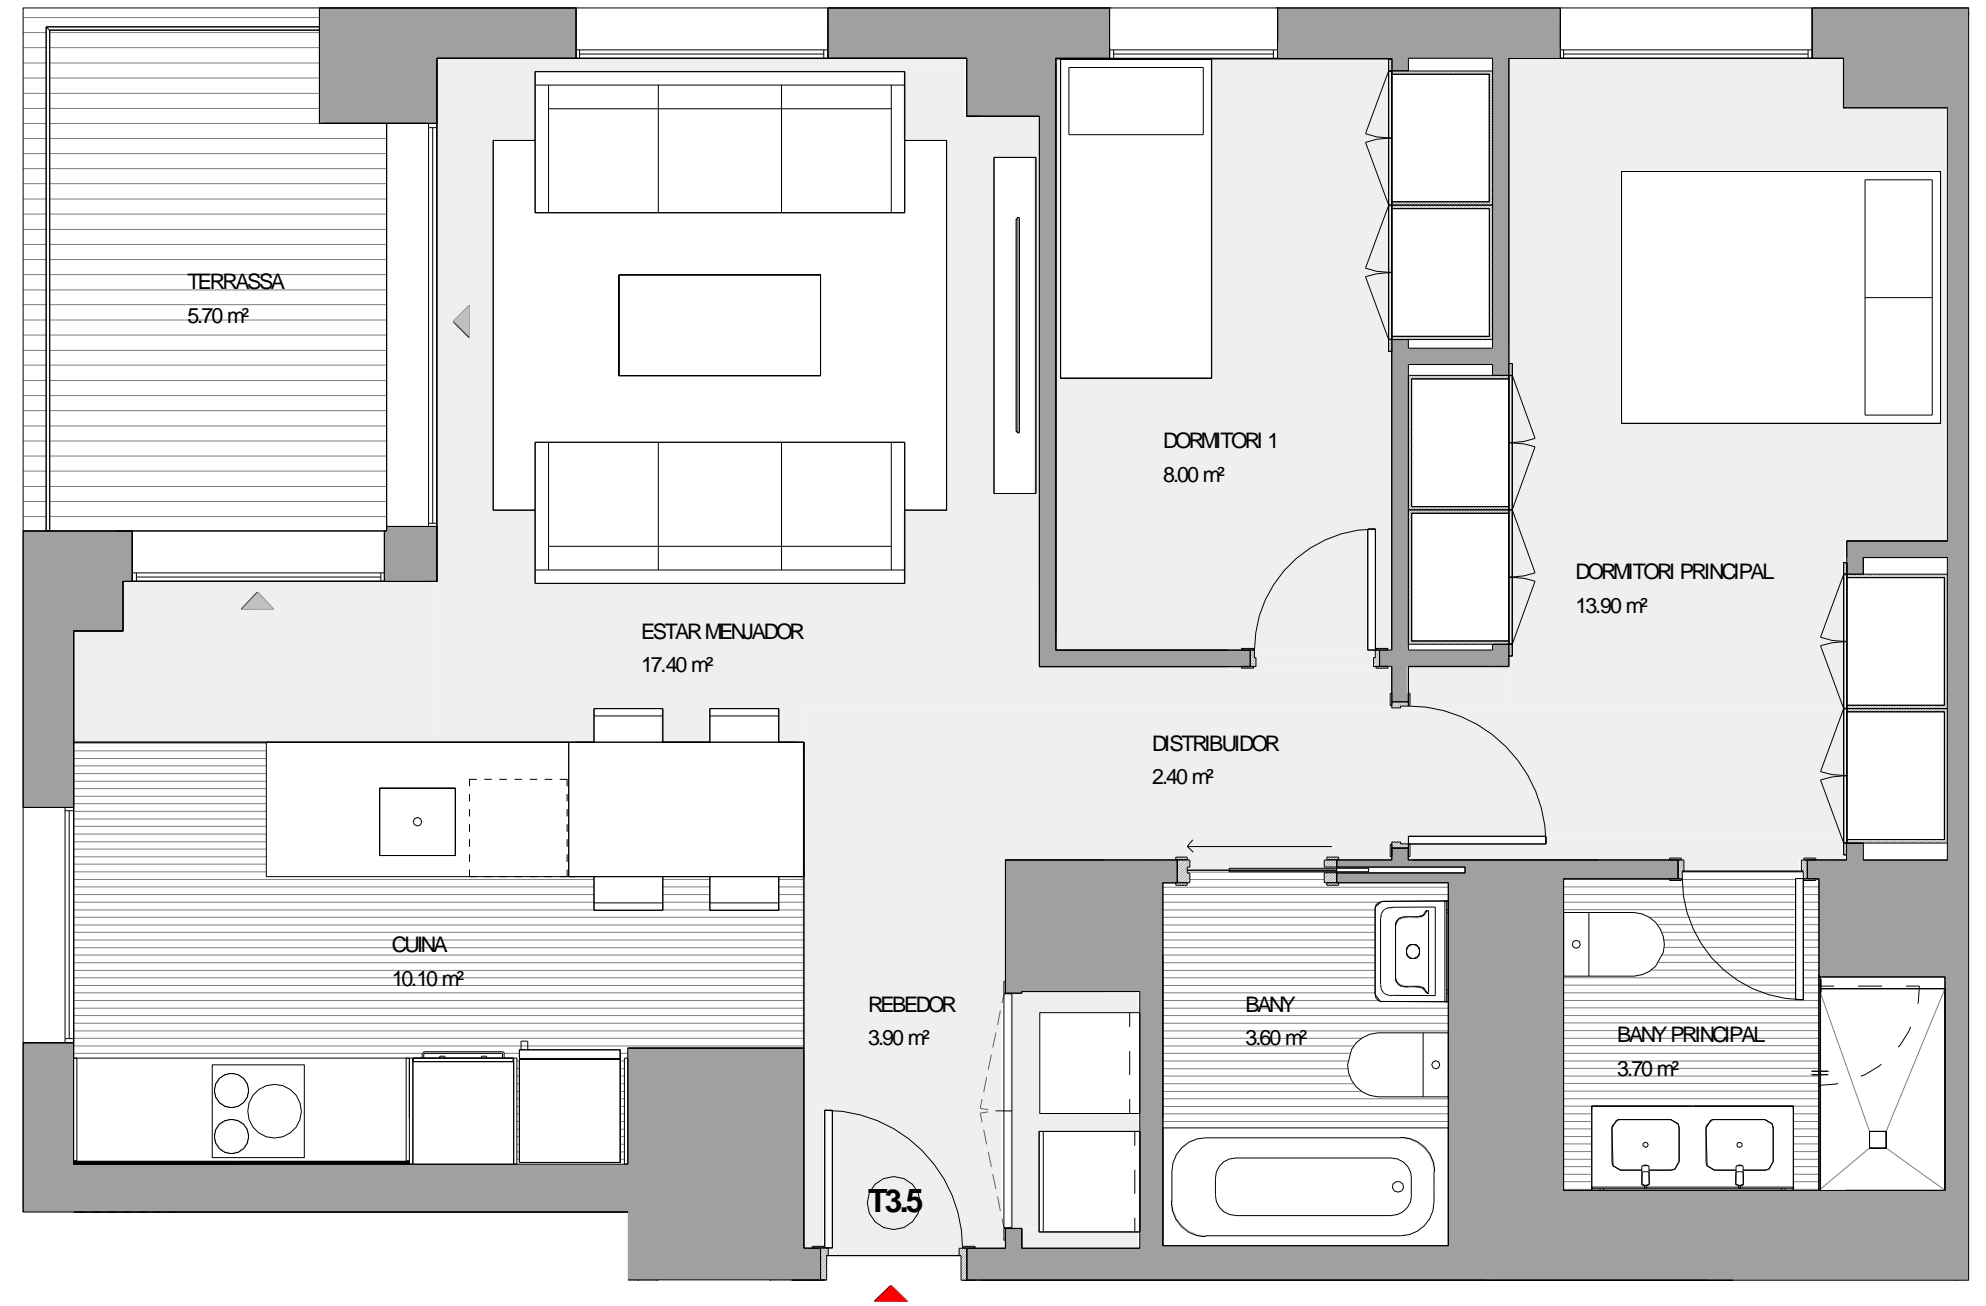 TERRASSA
5.70 m²
ESTAR MENJADOR
17.40 m²
DORMITORI 1
8.00 m²
DORMITORI PRINCIPAL
13.90 m²
DISTRIBUIDOR
2.40 m²
CUINA
10.10 m²
REBEDOR
3.90 m²
BANY
3.60 m²
BANY PRINCIPAL
3.70 m²
T3.5